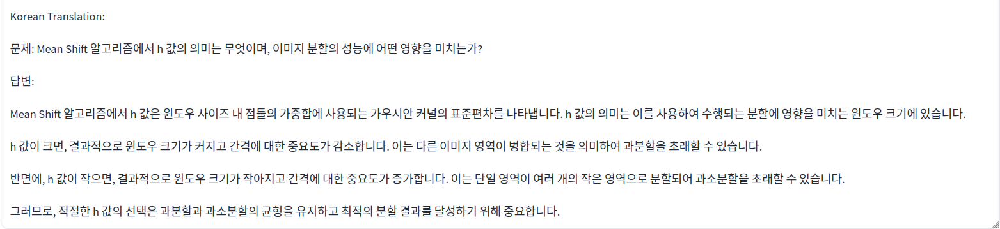 Korean Translation:
문제: Mean Shift 알고리즘에서 h 값의 의미는 무엇이며, 이미지 분할의 성능에 어떤 영향을 미치는가?
답변:
Mean Shift 알고리즘에서 h 값은 윈도우 사이즈 내 점들의 가중합에 사용되는 가우시안 커널의 표준편차를 나타냅니다. h 값의 의미는 이를 사용하여 수행되는 분할에 영향을 미치는 윈도우 크기에 있습니다.
h 값이 크면, 결과적으로 윈도우 크기가 커지고 간격에 대한 중요도가 감소합니다. 이는 다른 이미지 영역이 병합되는 것을 의미하여 과분할을 초래할 수 있습니다.
반면에, h 값이 작으면, 결과적으로 윈도우 크기가 작아지고 간격에 대한 중요도가 증가합니다. 이는 단일 영역이 여러 개의 작은 영역으로 분할되어 과소분할을 초래할 수 있습니다.
그러므로, 적절한 h 값의 선택은 과분할과 과소분할의 균형을 유지하고 최적의 분할 결과를 달성하기 위해 중요합니다.